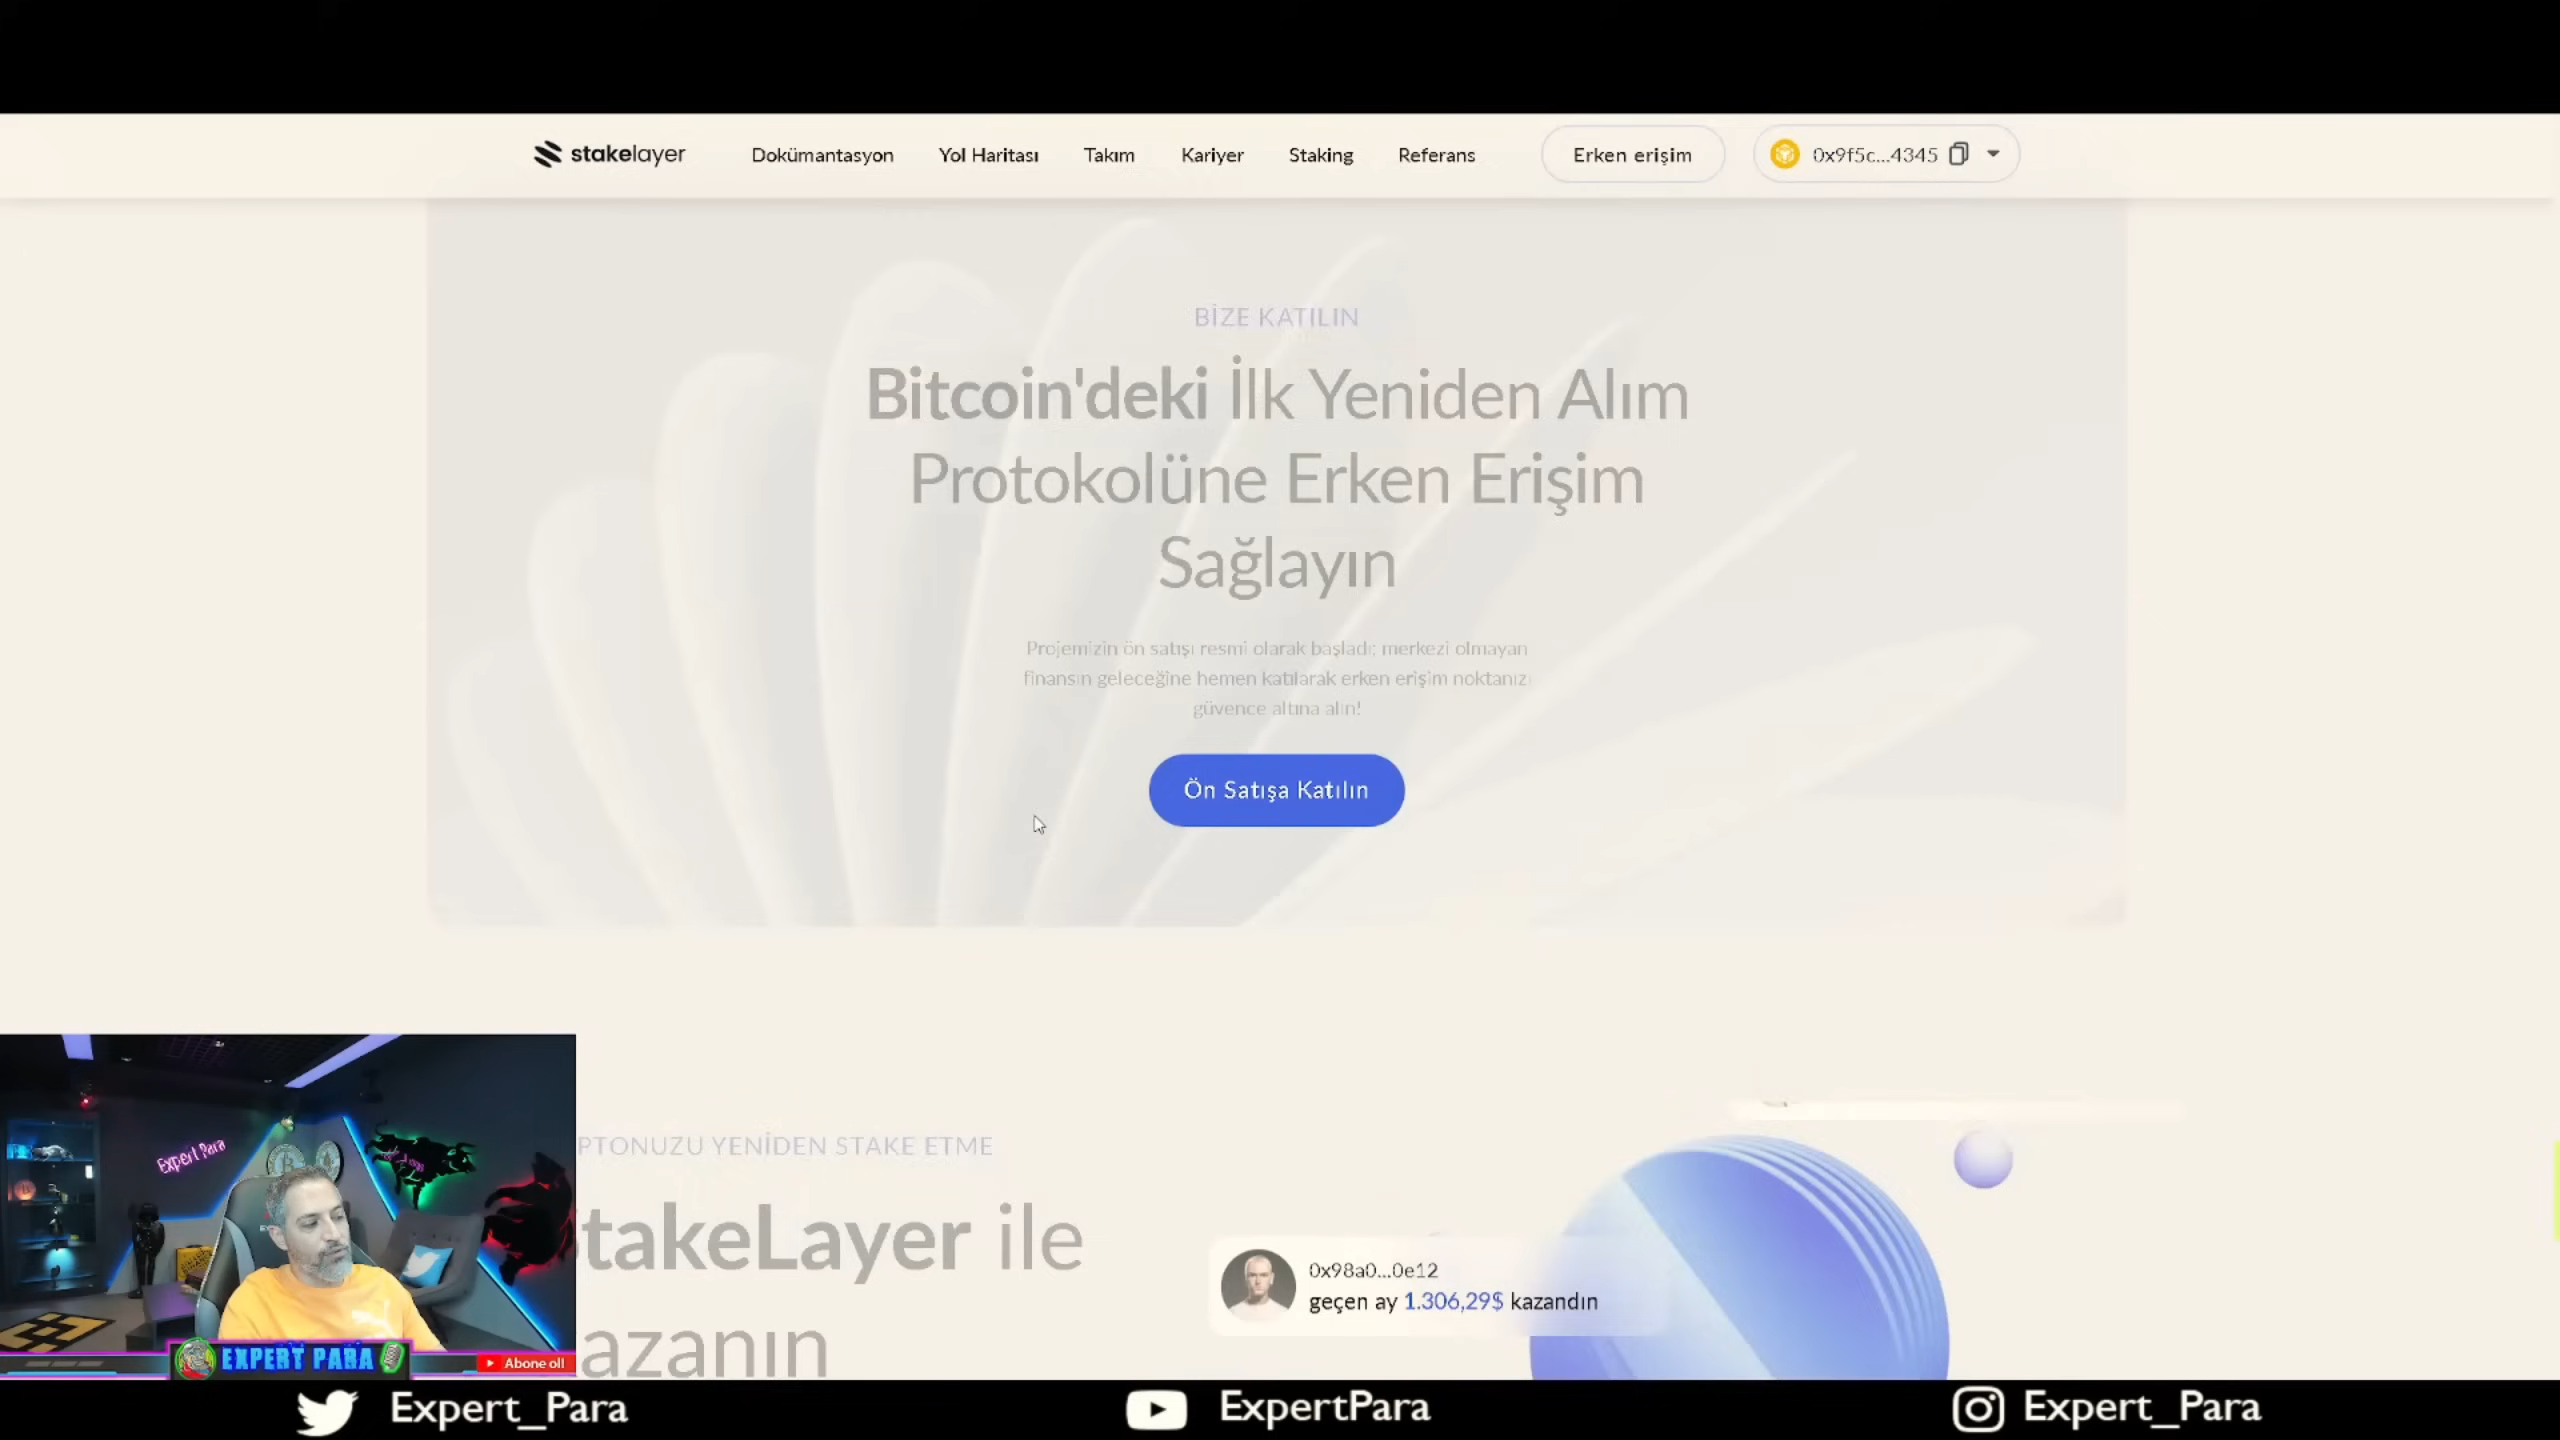 stakelayer Dokümantasyon Yol Haritası Takım Kariyer Staking Referans Erken erişim 0x9f5c...4345
BİZE KATILIN
Bitcoin'deki İlk Yeniden Alım
Protokolüne Erken Erişim
Sağlayın
Projemizin ön satışı resmi olarak başladı; merkezi olmayan
finansın geleceğine hemen katılarak erken erişim noktanızı
güvence altına alın!
Ön Satışa Katılın
PTONUZU YENİDEN STAKE ETME
takeLayer ile
azanın
0x98a0...0e12
geçen ay 1.306,29$ kazandın
Expert Para
EXPERT PARA
Abone ol!
Expert_Para ExpertPara Expert_Para